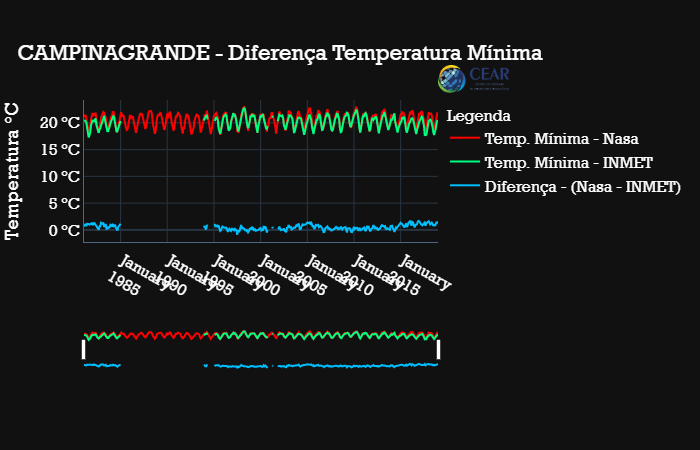 CAMPINAGRANDE - Diferença Temperatura Mínima
CEAR
Temperatura °C
20 °C
15 °C
10 °C
5 °C
0 °C
January
1985
January
1990
January
1995
January
2000
January
2005
January
2010
January
2015
Legenda
Temp. Mínima - Nasa
Temp. Mínima - INMET
Diferença - (Nasa - INMET)